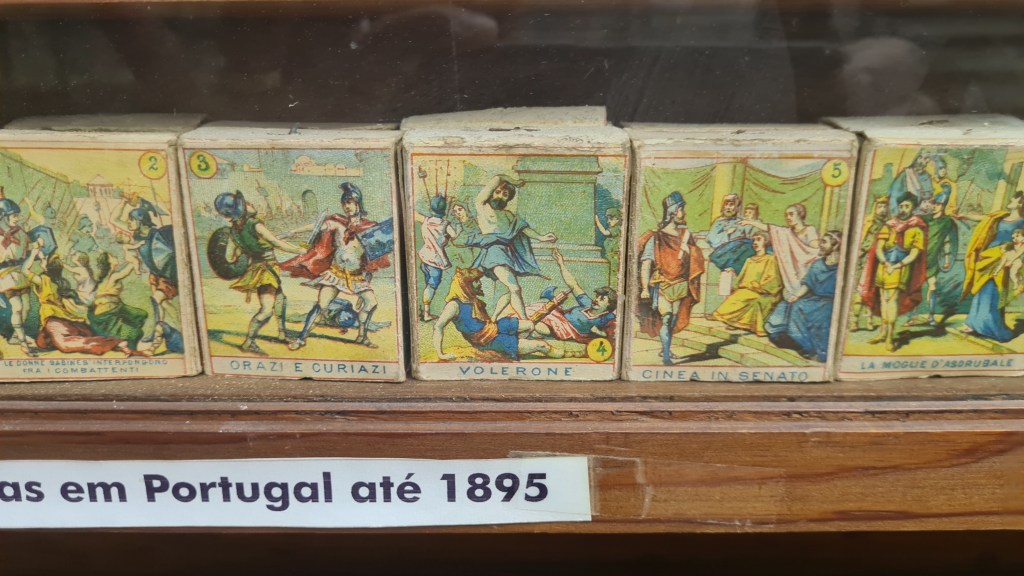 2
LE DONNE SABINE S'INTERPONGONO
FRA I COMBATTENTI
3
ORAZI E CURIAZI
4
VOLERONE
5
CINEA IN SENATO
LA MOGLIE D'ASDRUBALE
as em Portugal até 1895